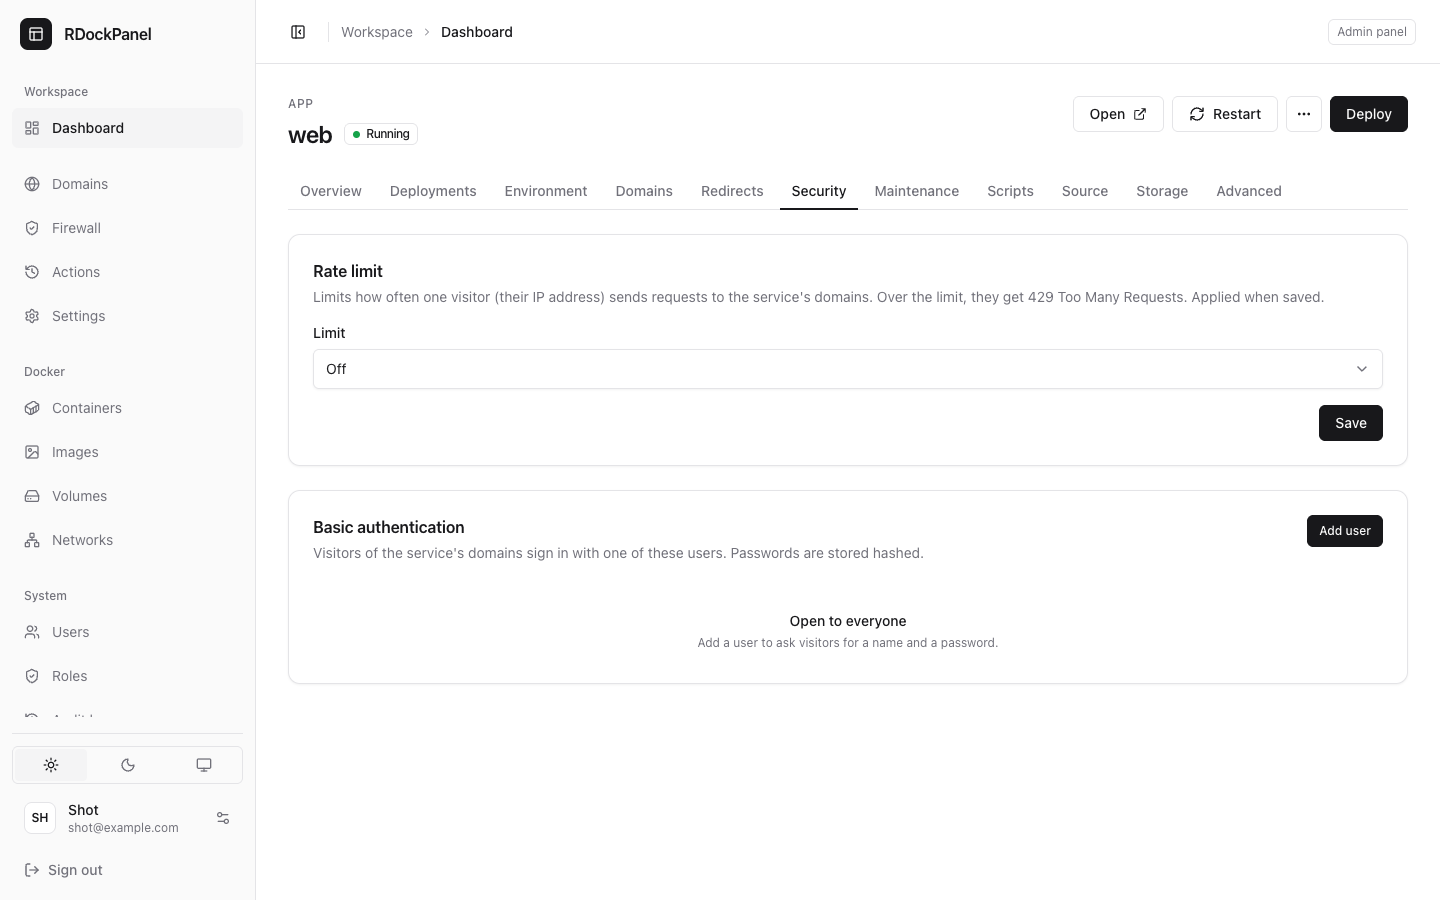 RDockPanel
Workspace
Dashboard
Domains
Firewall
Actions
Settings
Docker
Containers
Images
Volumes
Networks
System
Users
Roles
SH
Shot
shot@example.com
Sign out
Workspace > Dashboard
Admin panel
APP
web Running
Open Restart ··· Deploy
Overview Deployments Environment Domains Redirects Security Maintenance Scripts Source Storage Advanced
Rate limit
Limits how often one visitor (their IP address) sends requests to the service's domains. Over the limit, they get 429 Too Many Requests. Applied when saved.
Limit
Off
Save
Basic authentication
Add user
Visitors of the service's domains sign in with one of these users. Passwords are stored hashed.
Open to everyone
Add a user to ask visitors for a name and a password.